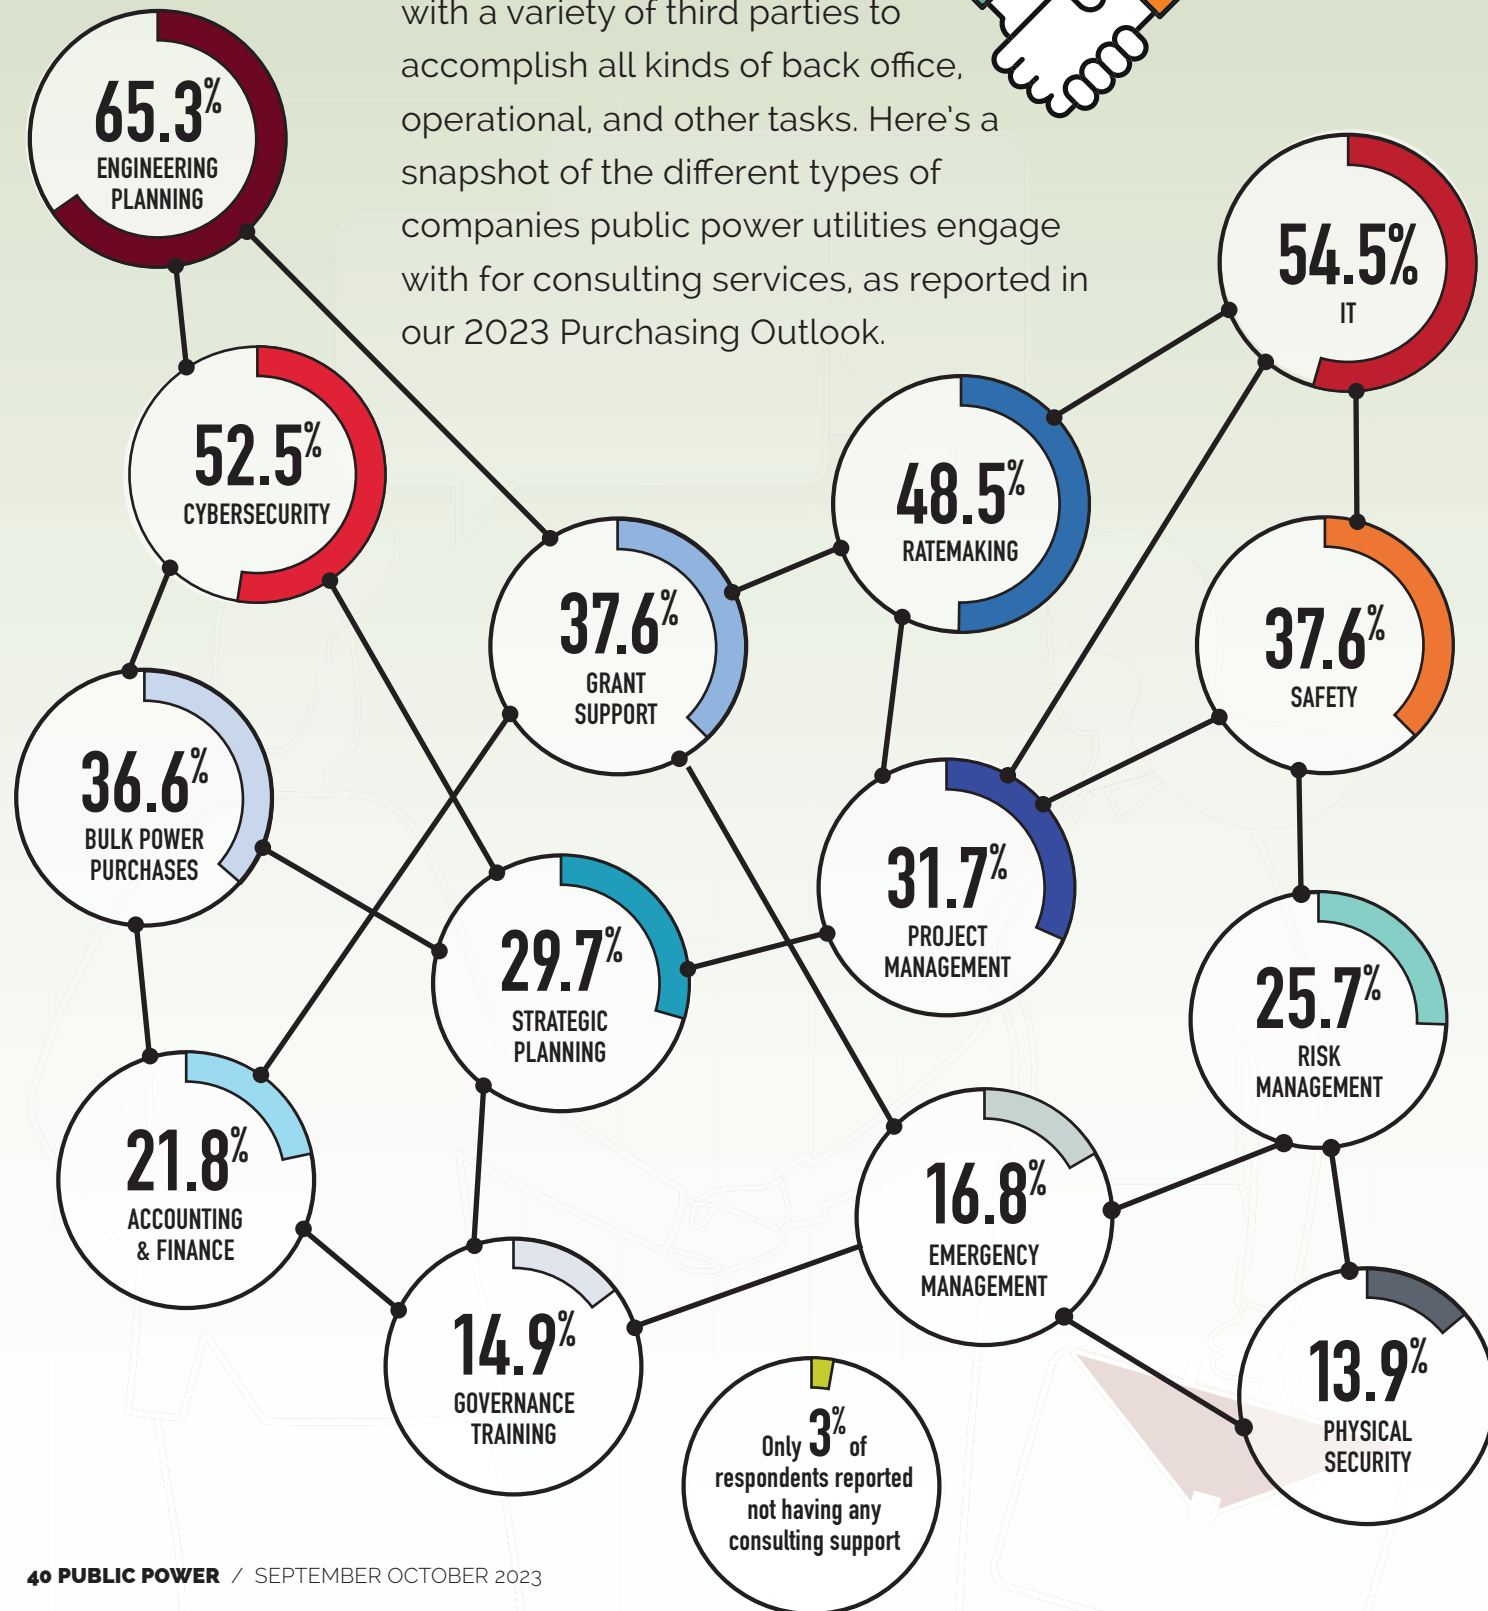 with a variety of third parties to
accomplish all kinds of back office,
operational, and other tasks. Here's a
snapshot of the different types of
companies public power utilities engage
with for consulting services, as reported in
our 2023 Purchasing Outlook.
65.3%
ENGINEERING
PLANNING
54.5%
IT
52.5%
CYBERSECURITY
48.5%
RATEMAKING
37.6%
GRANT
SUPPORT
37.6%
SAFETY
36.6%
BULK POWER
PURCHASES
31.7%
PROJECT
MANAGEMENT
29.7%
STRATEGIC
PLANNING
25.7%
RISK
MANAGEMENT
21.8%
ACCOUNTING
& FINANCE
16.8%
EMERGENCY
MANAGEMENT
14.9%
GOVERNANCE
TRAINING
13.9%
PHYSICAL
SECURITY
Only 3% of
respondents reported
not having any
consulting support
40 PUBLIC POWER / SEPTEMBER OCTOBER 2023